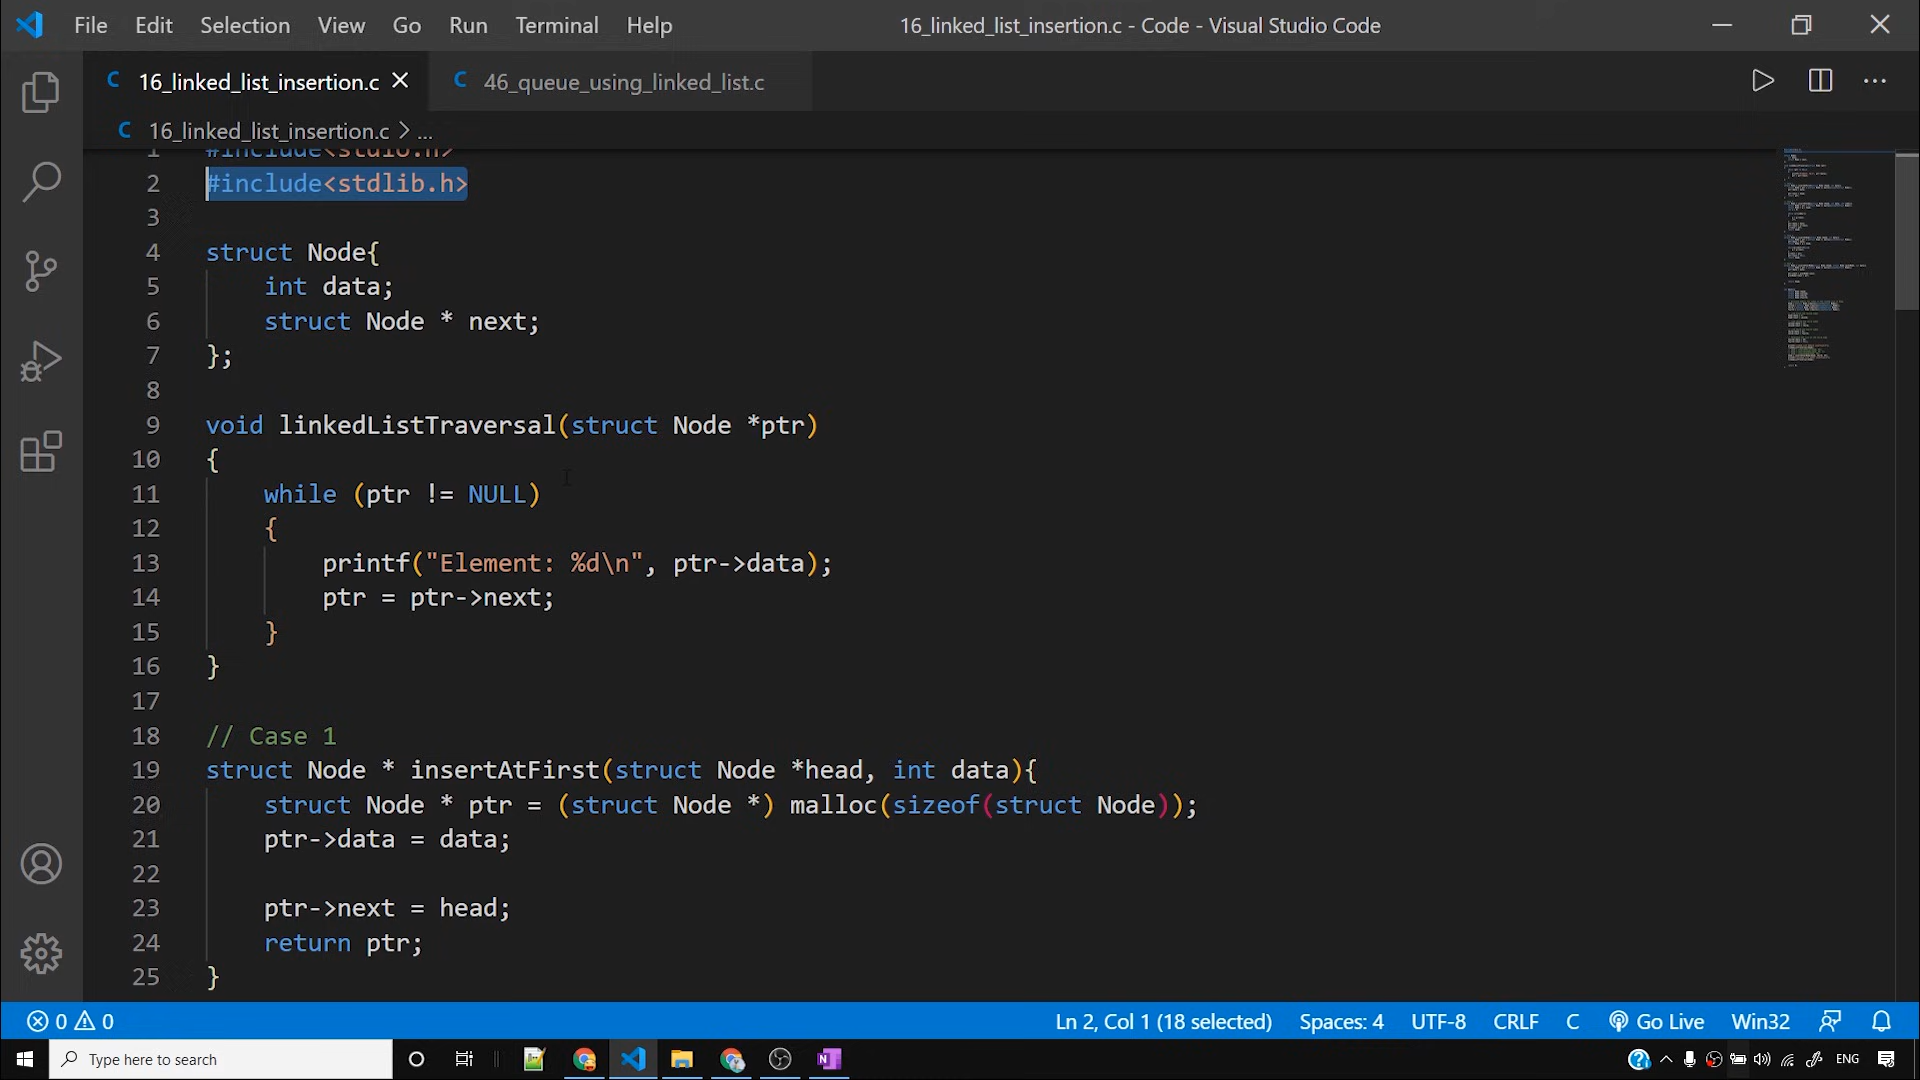 File Edit Selection View Go Run Terminal Help 16_linked_list_insertion.c - Code - Visual Studio Code
16_linked_list_insertion.c 46_queue_using_linked_list.c
16_linked_list_insertion.c > ...
1 #include<stdio.h>
2 #include<stdlib.h>
3
4 struct Node{
5 int data;
6 struct Node * next;
7 };
8
9 void linkedListTraversal(struct Node *ptr)
10 {
11 while (ptr != NULL)
12 {
13 printf("Element: %d\n", ptr->data);
14 ptr = ptr->next;
15 }
16 }
17
18 // Case 1
19 struct Node * insertAtFirst(struct Node *head, int data){
20 struct Node * ptr = (struct Node *) malloc(sizeof(struct Node));
21 ptr->data = data;
22
23 ptr->next = head;
24 return ptr;
25 }
0 0 Ln 2, Col 1 (18 selected) Spaces: 4 UTF-8 CRLF C Go Live Win32
Type here to search ENG